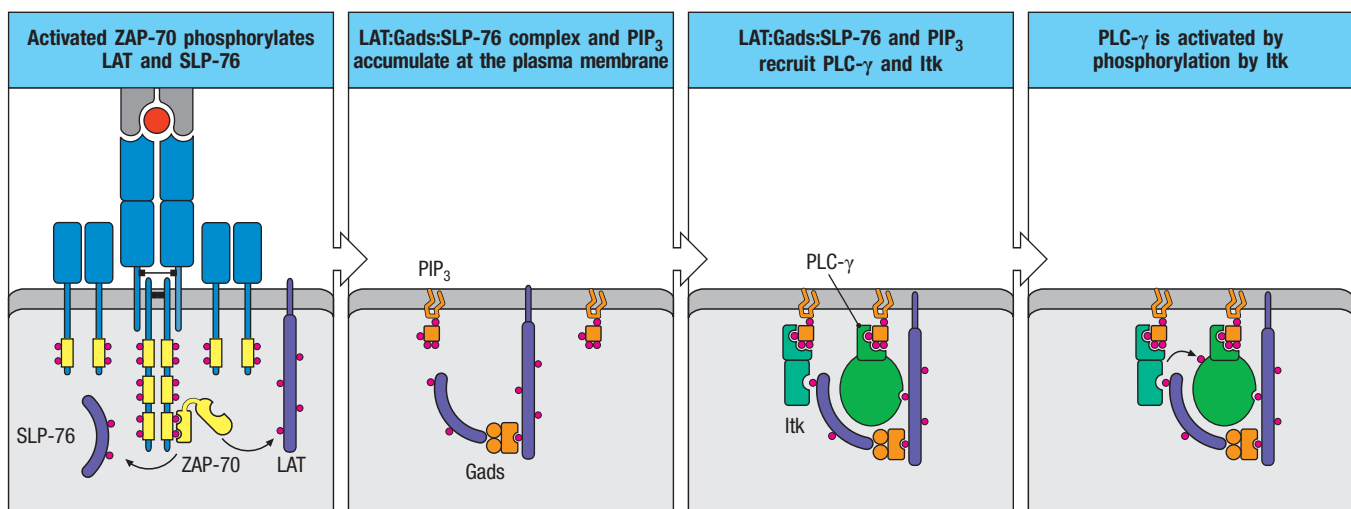 Activated ZAP-70 phosphorylates
LAT and SLP-76
LAT:Gads:SLP-76 complex and PIP₃
accumulate at the plasma membrane
LAT:Gads:SLP-76 and PIP₃
recruit PLC-γ and Itk
PLC-γ is activated by
phosphorylation by Itk
SLP-76
ZAP-70
LAT
PIP₃
Gads
PLC-γ
Itk